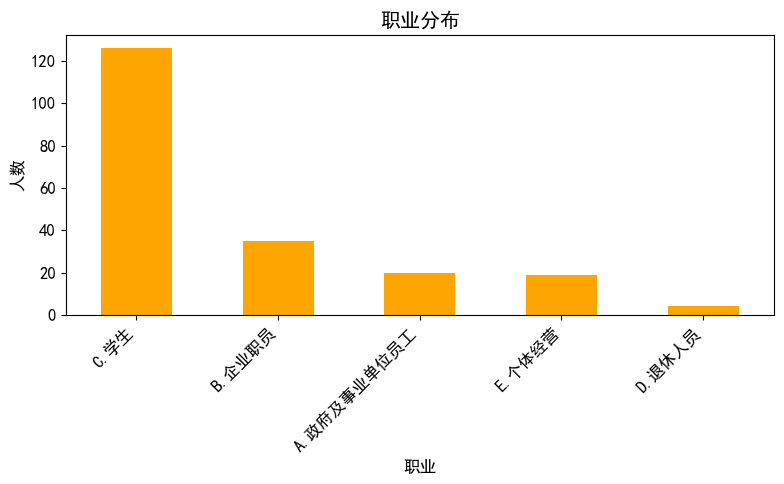 职业分布
人数
120
100
80
60
40
20
0
C.学生
B.企业职员
A.政府及事业单位员工
E.个体经营
D.退休人员
职业